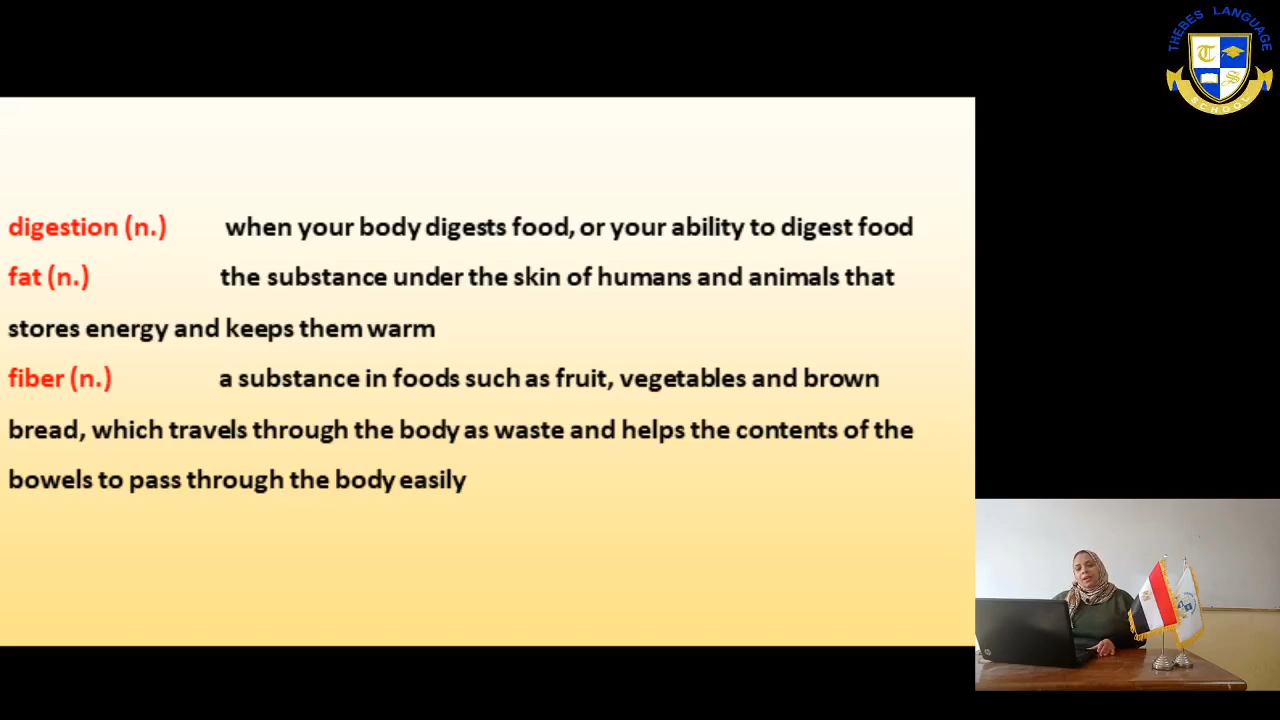 THEBES LANGUAGE
SCHOOL
digestion (n.) when your body digests food, or your ability to digest food
fat (n.) the substance under the skin of humans and animals that
stores energy and keeps them warm
fiber (n.) a substance in foods such as fruit, vegetables and brown
bread, which travels through the body as waste and helps the contents of the
bowels to pass through the body easily